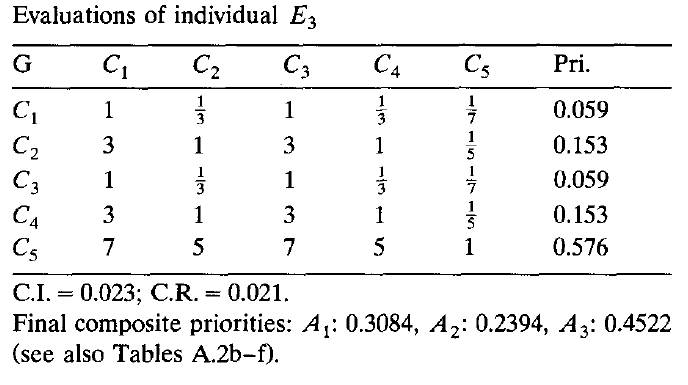 Evaluations of individual E₃
G C₁ C₂ C₃ C₄ C₅ Pri.
C₁ 1 1/3 1 1/3 1/7 0.059
C₂ 3 1 3 1 1/5 0.153
C₃ 1 1/3 1 1/3 1/7 0.059
C₄ 3 1 3 1 1/5 0.153
C₅ 7 5 7 5 1 0.576
C.I. = 0.023; C.R. = 0.021.
Final composite priorities: A₁: 0.3084, A₂: 0.2394, A₃: 0.4522
(see also Tables A.2b–f).